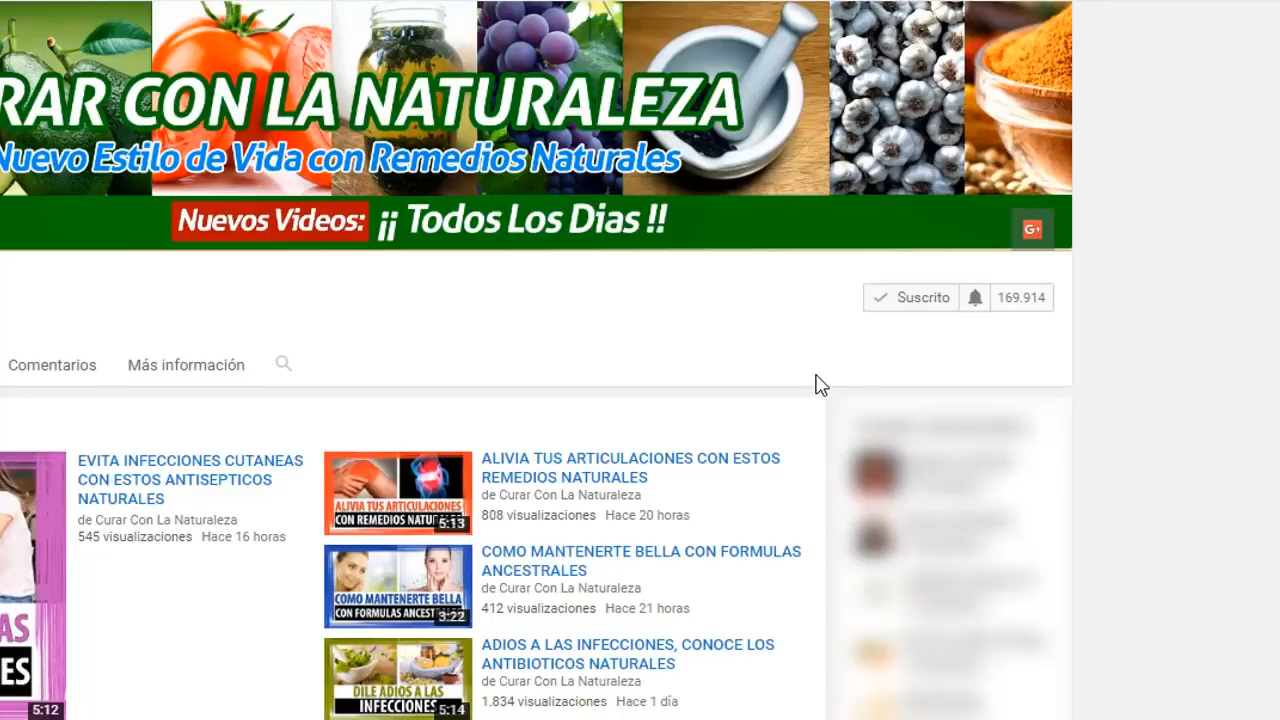 RAR CON LA NATURALEZA
Nuevo Estilo de Vida con Remedios Naturales
Nuevos Videos: ¡¡ Todos Los Dias !!
G+
Suscrito 169.914
Comentarios Más información
EVITA INFECCIONES CUTANEAS
CON ESTOS ANTISEPTICOS
NATURALES
de Curar Con La Naturaleza
545 visualizaciones Hace 16 horas
AS
ES
5:12
ALIVIA TUS ARTICULACIONES
CON REMEDIOS
5:13
ALIVIA TUS ARTICULACIONES CON ESTOS
REMEDIOS NATURALES
de Curar Con La Naturaleza
808 visualizaciones Hace 20 horas
COMO MANTENERTE BELLA
CON FORMULAS
3:22
COMO MANTENERTE BELLA CON FORMULAS
ANCESTRALES
de Curar Con La Naturaleza
412 visualizaciones Hace 21 horas
DILE ADIOS A LAS
INFECCIONES
5:14
ADIOS A LAS INFECCIONES, CONOCE LOS
ANTIBIOTICOS NATURALES
de Curar Con La Naturaleza
1.834 visualizaciones Hace 1 día